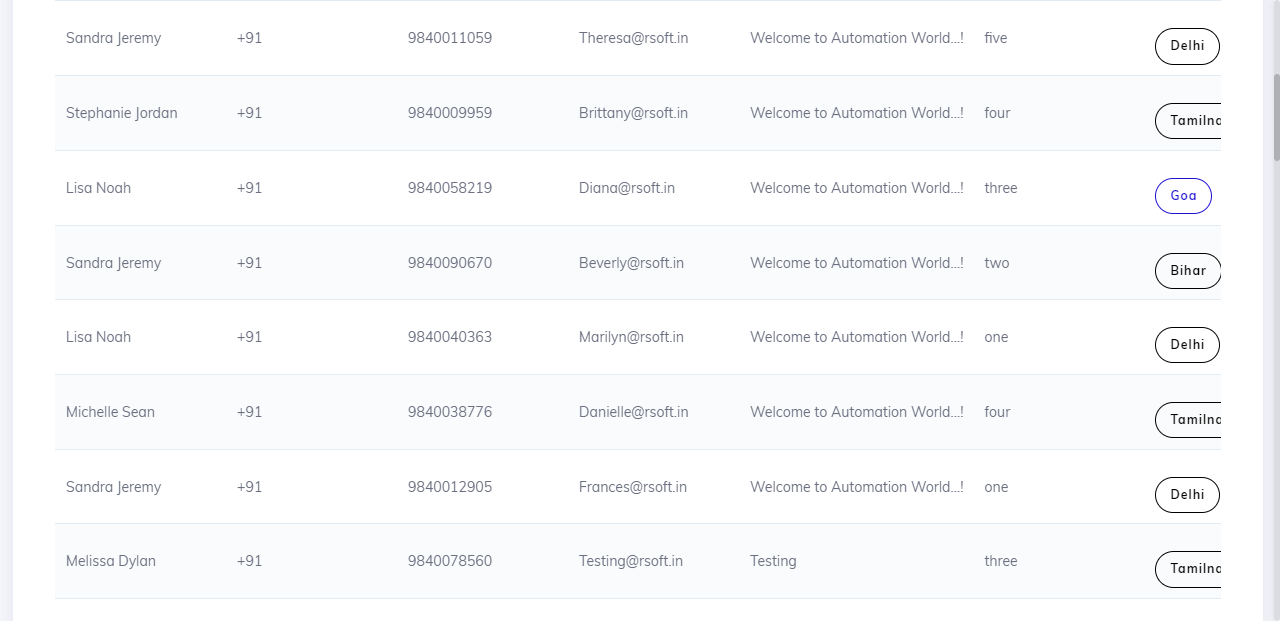 Sandra Jeremy +91 9840011059 Theresa@rsoft.in Welcome to Automation World...! five Delhi
Stephanie Jordan +91 9840009959 Brittany@rsoft.in Welcome to Automation World...! four Tamilna
Lisa Noah +91 9840058219 Diana@rsoft.in Welcome to Automation World...! three Goa
Sandra Jeremy +91 9840090670 Beverly@rsoft.in Welcome to Automation World...! two Bihar
Lisa Noah +91 9840040363 Marilyn@rsoft.in Welcome to Automation World...! one Delhi
Michelle Sean +91 9840038776 Danielle@rsoft.in Welcome to Automation World...! four Tamilna
Sandra Jeremy +91 9840012905 Frances@rsoft.in Welcome to Automation World...! one Delhi
Melissa Dylan +91 9840078560 Testing@rsoft.in Testing three Tamilna